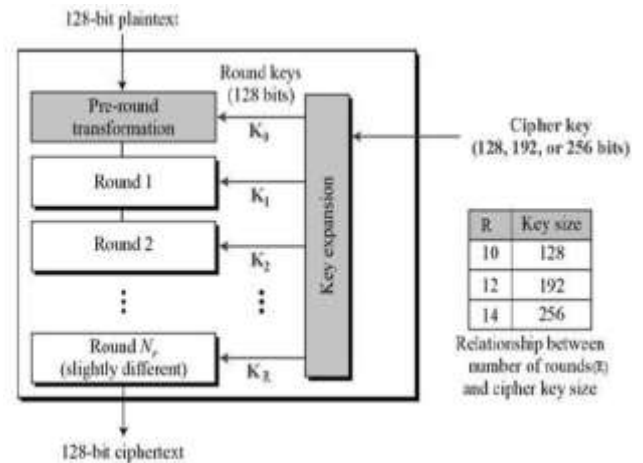 128-bit plaintext
Round keys
(128 bits)
Pre-round
transformation
K0
Cipher key
(128, 192, or 256 bits)
Round 1
K1
Round 2
K2
Key expansion
R Key size
10 128
12 192
14 256
Round Nr
(slightly different)
KR
Relationship between
number of rounds(R)
and cipher key size
128-bit ciphertext